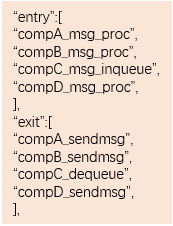 “entry”:[
“compA_msg_proc”,
“compB_msg_proc”,
“compC_msg_inqueue”,
“compD_msg_proc”,
],
“exit”:[
“compA_sendmsg”,
“compB_sendmsg”,
“compC_dequeue”,
“compD_sendmsg”,
],